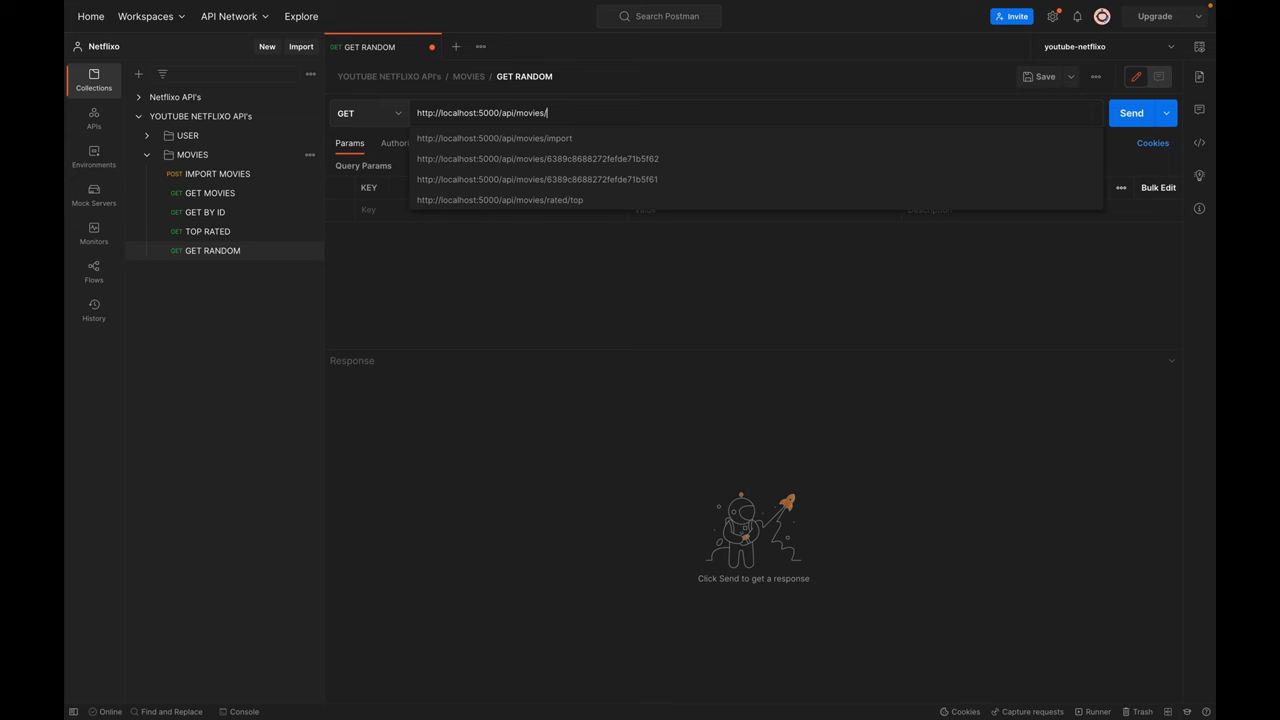 Home Workspaces API Network Explore Search Postman Invite Upgrade
Netflixo New Import GET GET RANDOM youtube-netflixo
Collections
APIs
Environments
Mock Servers
Monitors
Flows
History
Netflixo API's
YOUTUBE NETFLIXO API's
USER
MOVIES
POST IMPORT MOVIES
GET GET MOVIES
GET GET BY ID
GET TOP RATED
GET GET RANDOM
YOUTUBE NETFLIXO API's / MOVIES / GET RANDOM Save
GET http://localhost:5000/api/movies/ Send
http://localhost:5000/api/movies/import
http://localhost:5000/api/movies/6389c8688272fefde71b5f62
http://localhost:5000/api/movies/6389c8688272fefde71b5f61
http://localhost:5000/api/movies/rated/top
Params Authori Cookies
Query Params
KEY Bulk Edit
Key Value Description
Response
Click Send to get a response
Online Find and Replace Console Cookies Capture requests Runner Trash